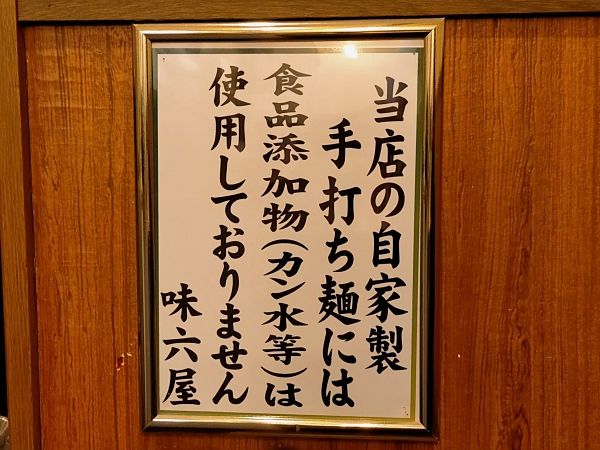 当店の自家製
手打ち麺には
食品添加物(カン水等)は
使用しておりません
味六屋